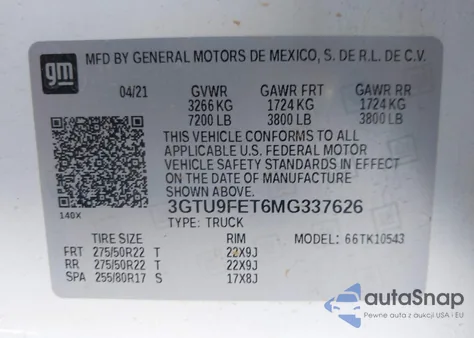 gm
MFD BY GENERAL MOTORS DE MEXICO, S. DE R.L. DE C.V.
04/21 GVWR GAWR FRT GAWR RR
3266 KG 1724 KG 1724 KG
7200 LB 3800 LB 3800 LB
THIS VEHICLE CONFORMS TO ALL
APPLICABLE U.S. FEDERAL MOTOR
VEHICLE SAFETY STANDARDS IN EFFECT
ON THE DATE OF MANUFACTURE
SHOWN ABOVE
3GTU9FET6MG337626
140X
TYPE: TRUCK MODEL: 66TK10543
TIRE SIZE RIM
FRT 275/50R22 T 22X9J
RR 275/50R22 T 22X9J
SPA 255/80R17 S 17X8J
autoSnap
Pewne auta z aukcji USA i EU